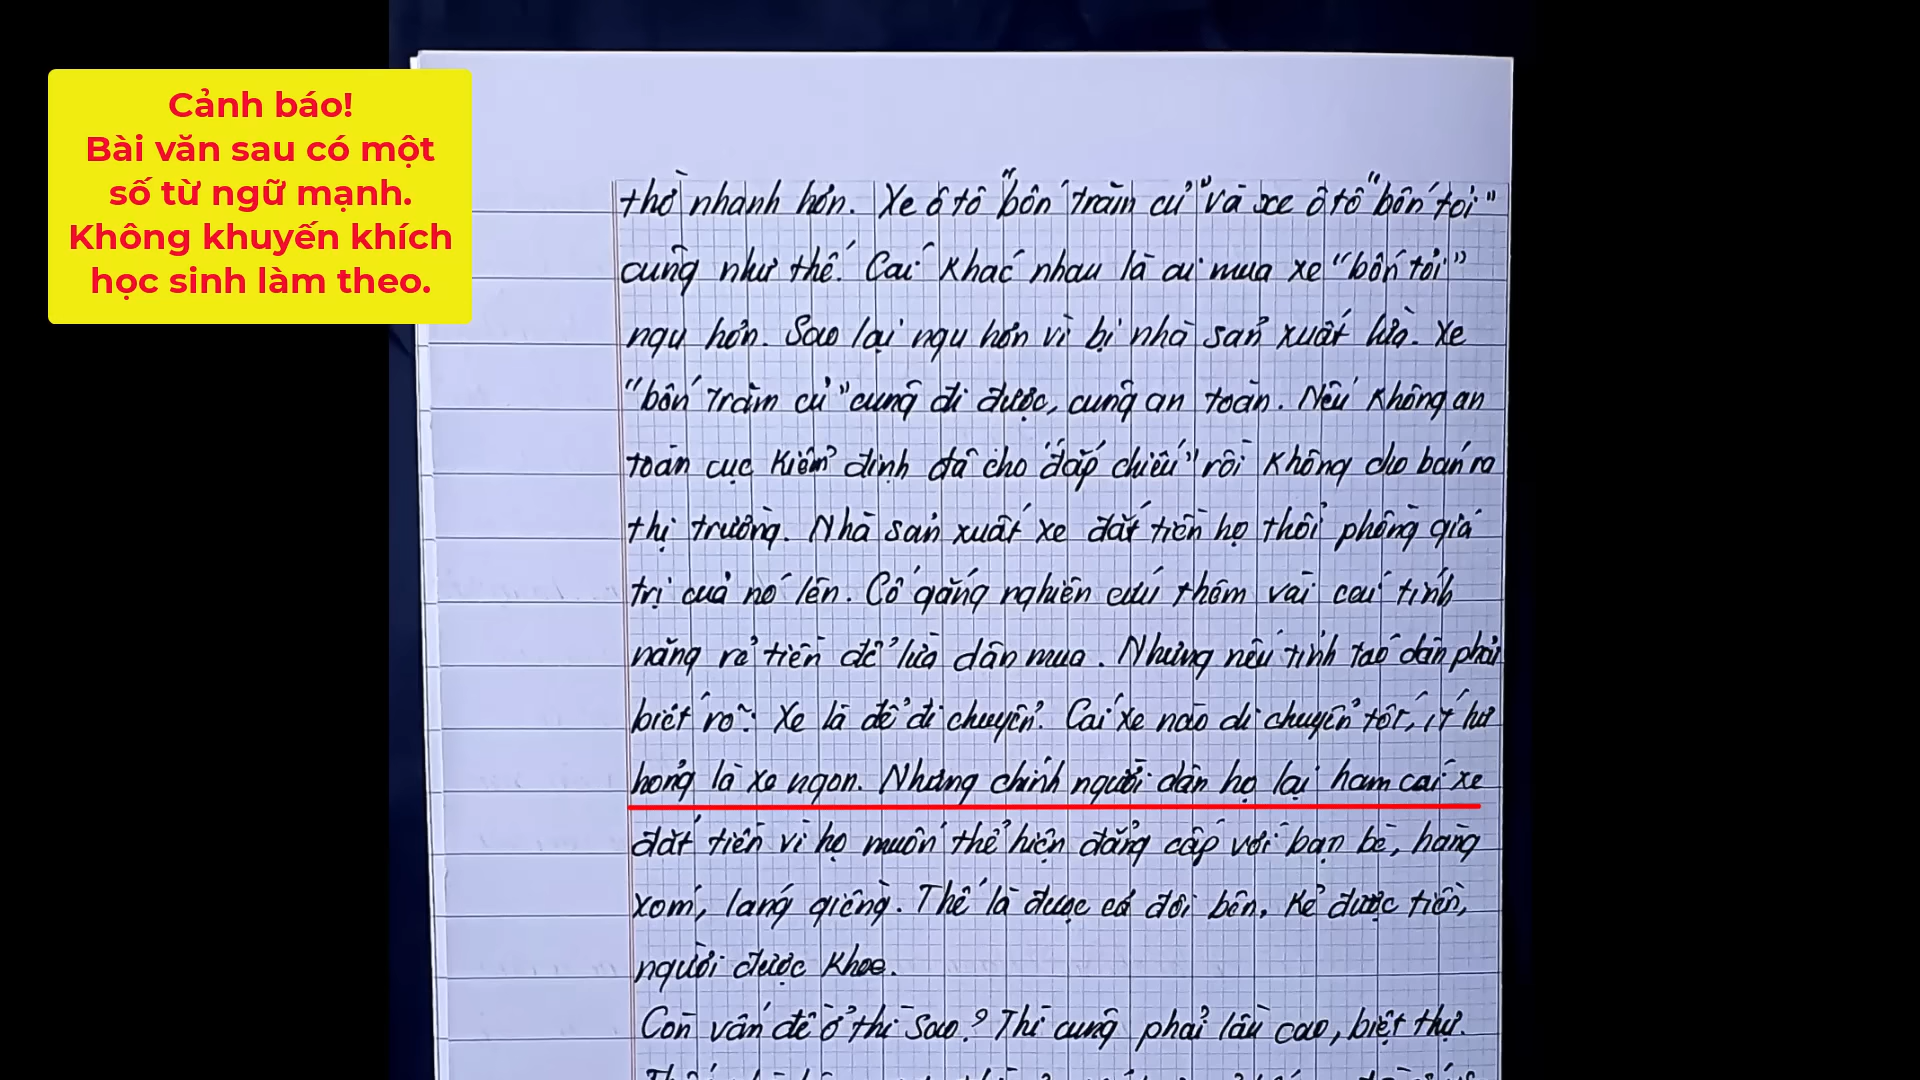 Cảnh báo!
Bài văn sau có một
số từ ngữ mạnh.
Không khuyến khích
học sinh làm theo.
thở nhanh hơn. Xe ô tô "bốn trăm củ" và xe ô tô "bốn tỏi"
cũng như thế. Cái khác nhau là ai mua xe "bốn tỏi"
ngu hơn. Sao lại ngu hơn vì bị nhà sản xuất lừa. Xe
"bốn trăm củ" cũng đi được, cũng an toàn. Nếu không an
toàn cục kiểm định đã cho "đắp chiếu" rồi không cho bán ra
thị trường. Nhà sản xuất xe đắt tiền họ thổi phồng giá
trị của nó lên. Cố gắng nghiên cứu thêm vài cái tính
năng rẻ tiền để lừa dân mua. Nhưng nếu tỉnh táo dân phải
biết rõ: Xe là để di chuyển. Cái xe nào di chuyển tốt, ít hư
hỏng là xe ngon. Nhưng chính người dân họ lại ham cái xe
đắt tiền vì họ muốn thể hiện đẳng cấp với bạn bè, hàng
xóm, láng giềng. Thế là được cả đôi bên. Kẻ được tiền,
người được khoe.
Còn vấn đề ở thì sao? Thì cũng phải lầu cao, biệt thự.